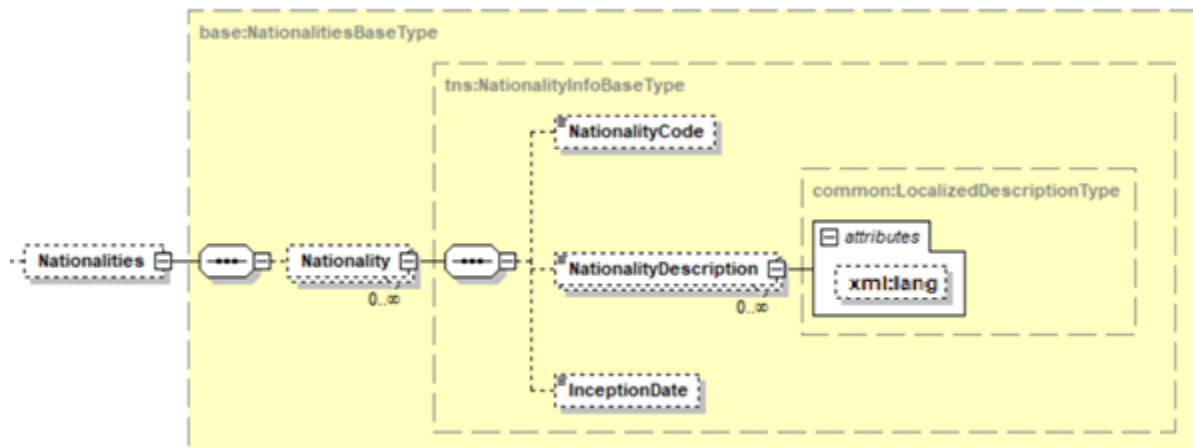 base:NationalitiesBaseType
tns:NationalityInfoBaseType
NationalityCode
common:LocalizedDescriptionType
attributes
Nationalities
Nationality
NationalityDescription
xml:lang
0..∞
0..∞
InceptionDate